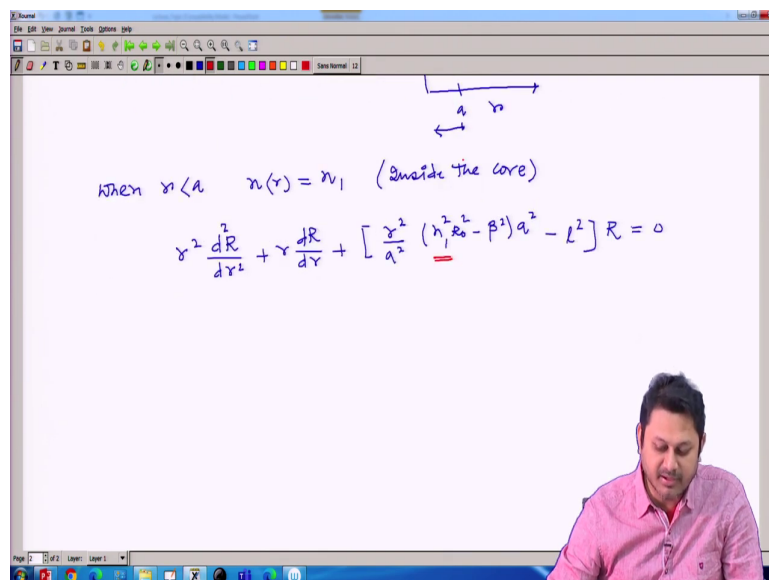 Xournal
File Edit View Journal Tools Options Help
Sans Normal 12
a r
When r<a n(r) = n₁ (Inside the core)
r² d²R/dr² + r dR/dr + [ r²/a² (n₁²k₀² - β²)a² - l² ] R = 0
Page 2 of 2 Layer: Layer 1